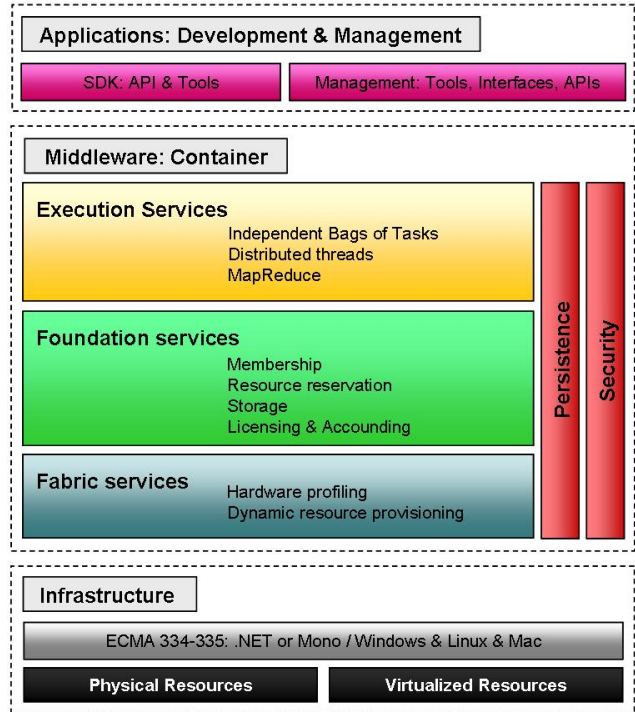 Applications: Development & Management
SDK: API & Tools
Management: Tools, Interfaces, APIs
Middleware: Container
Execution Services
Independent Bags of Tasks
Distributed threads
MapReduce
Foundation services
Membership
Resource reservation
Storage
Licensing & Accounding
Fabric services
Hardware profiling
Dynamic resource provisioning
Persistence
Security
Infrastructure
ECMA 334-335: .NET or Mono / Windows & Linux & Mac
Physical Resources
Virtualized Resources